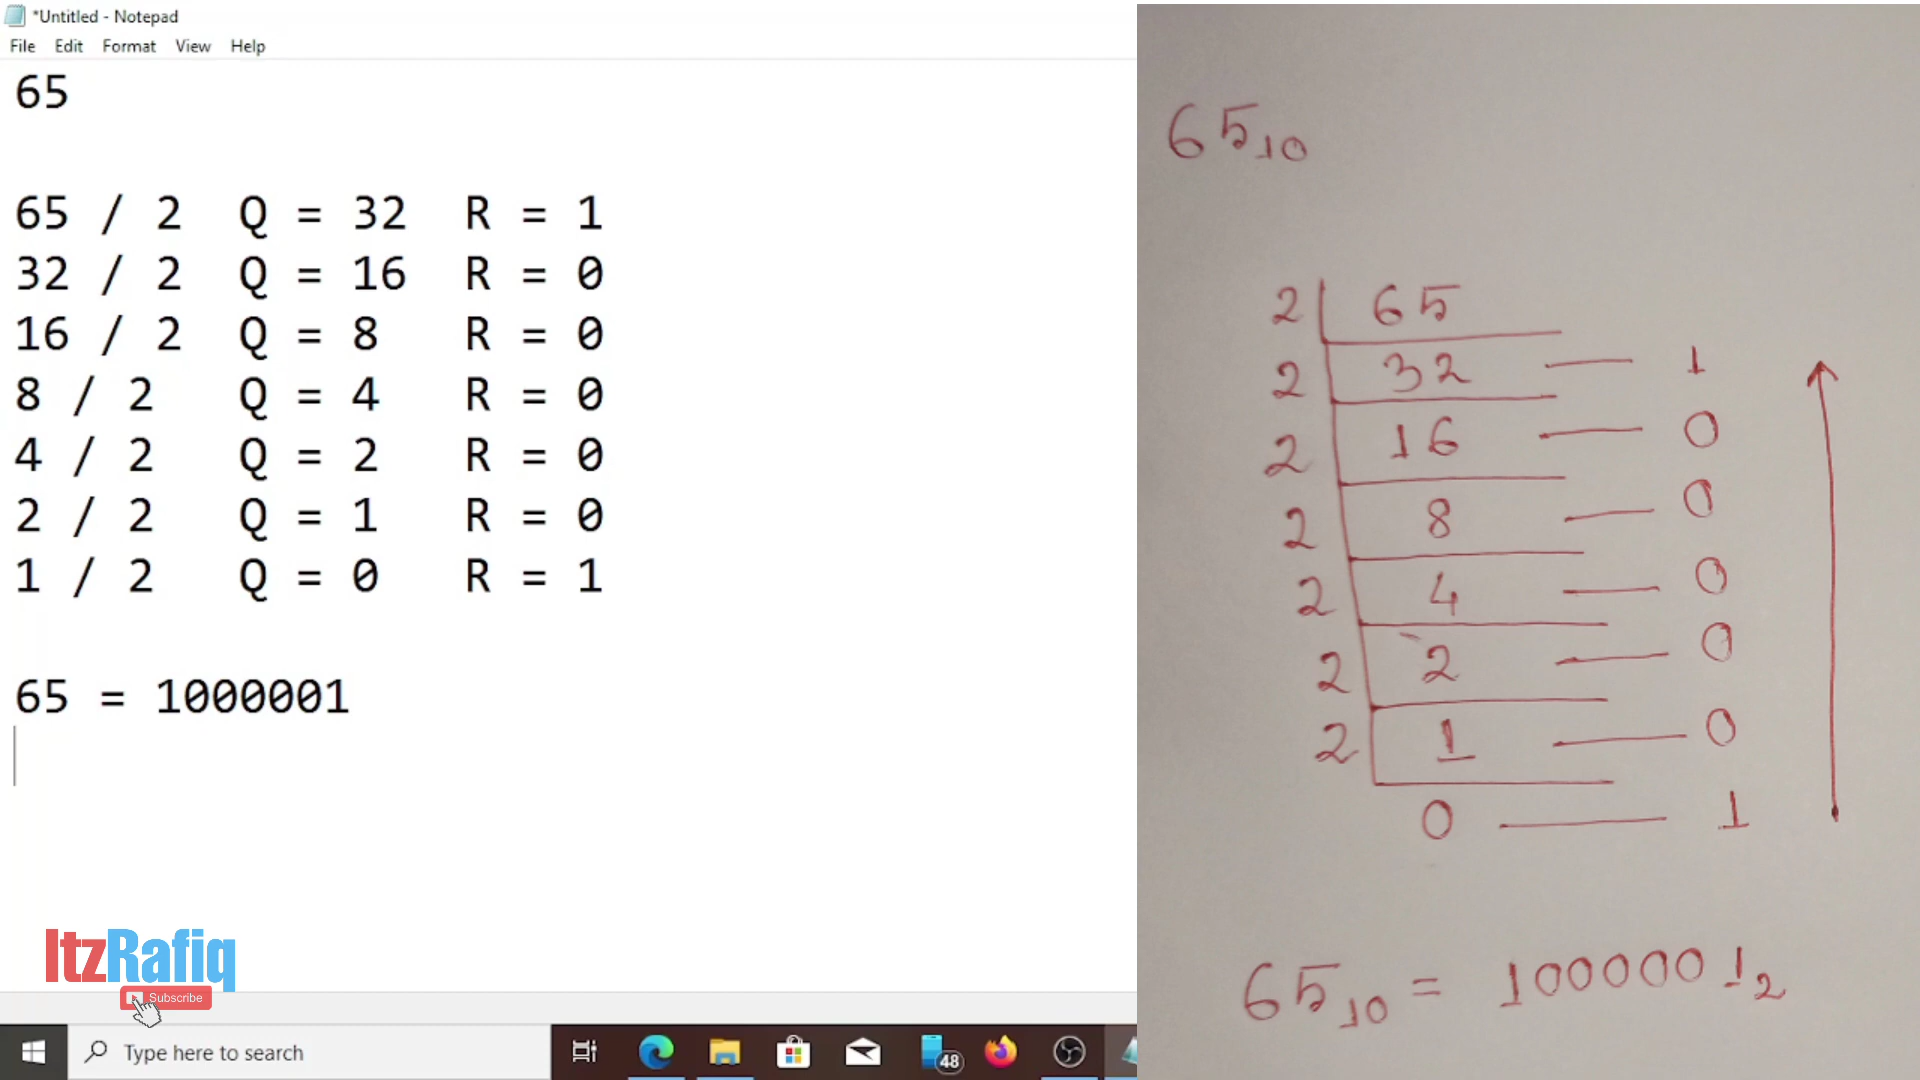 *Untitled - Notepad
File Edit Format View Help
65
65 / 2 Q = 32 R = 1
32 / 2 Q = 16 R = 0
16 / 2 Q = 8 R = 0
8 / 2 Q = 4 R = 0
4 / 2 Q = 2 R = 0
2 / 2 Q = 1 R = 0
1 / 2 Q = 0 R = 1
65 = 1000001
ItzRafiq
Subscribe
Type here to search
48
65₁₀
2 65
2 32 — 1
2 16 — 0
2 8 — 0
2 4 — 0
2 2 — 0
2 1 — 0
0 — 1
65₁₀ = 1000001₂